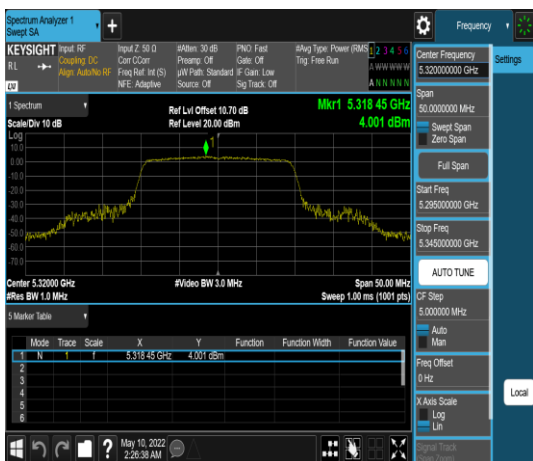 Spectrum Analyzer 1
Swept SA
Frequency
KEYSIGHT
RL
LXI
Input: RF
Coupling: DC
Align: Auto/No RF
Input Z: 50 Ω
Corr CCorr
Freq Ref: Int (S)
NFE: Adaptive
#Atten: 30 dB
Preamp: Off
µW Path: Standard
Source: Off
PNO: Fast
Gate: Off
IF Gain: Low
Sig Track: Off
#Avg Type: Power (RMS)
Trig: Free Run
1 2 3 4 5 6
A WWWWW
A N N N N N
1 Spectrum
Scale/Div 10 dB
Ref Lvl Offset 10.70 dB
Ref Level 20.00 dBm
Mkr1 5.318 45 GHz
4.001 dBm
Log
10.0
0.00
-10.0
-20.0
-30.0
-40.0
-50.0
-60.0
-70.0
1
Center 5.32000 GHz
#Res BW 1.0 MHz
#Video BW 3.0 MHz
Span 50.00 MHz
Sweep 1.00 ms (1001 pts)
5 Marker Table
Mode Trace Scale X Y Function Function Width Function Value
1 N 1 f 5.318 45 GHz 4.001 dBm
2
3
4
5
6
May 10, 2022
2:26:38 AM
Center Frequency
5.320000000 GHz
Span
50.0000000 MHz
Swept Span
Zero Span
Full Span
Start Freq
5.295000000 GHz
Stop Freq
5.345000000 GHz
AUTO TUNE
CF Step
5.000000 MHz
Auto
Man
Freq Offset
0 Hz
X Axis Scale
Log
Lin
Signal Track
(Span Zoom)
Settings
Local